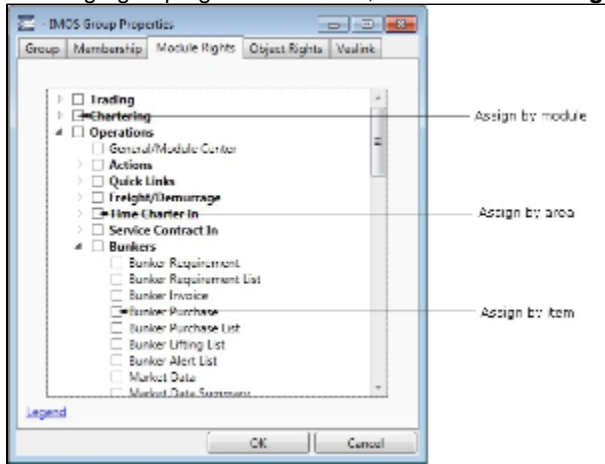 - IMOS Group Properties
Group Membership Module Rights Object Rights Veslink
Trading
Chartering
Assign by module
Operations
General/Module Center
Actions
Quick Links
Freight/Demurrage
Time Charter In
Assign by area
Service Contract In
Bunkers
Bunker Requirement
Bunker Requirement List
Bunker Invoice
Bunker Purchase
Assign by item
Bunker Purchase List
Bunker Lifting List
Bunker Alert List
Market Data
Market Data Summary
Legend
OK Cancel